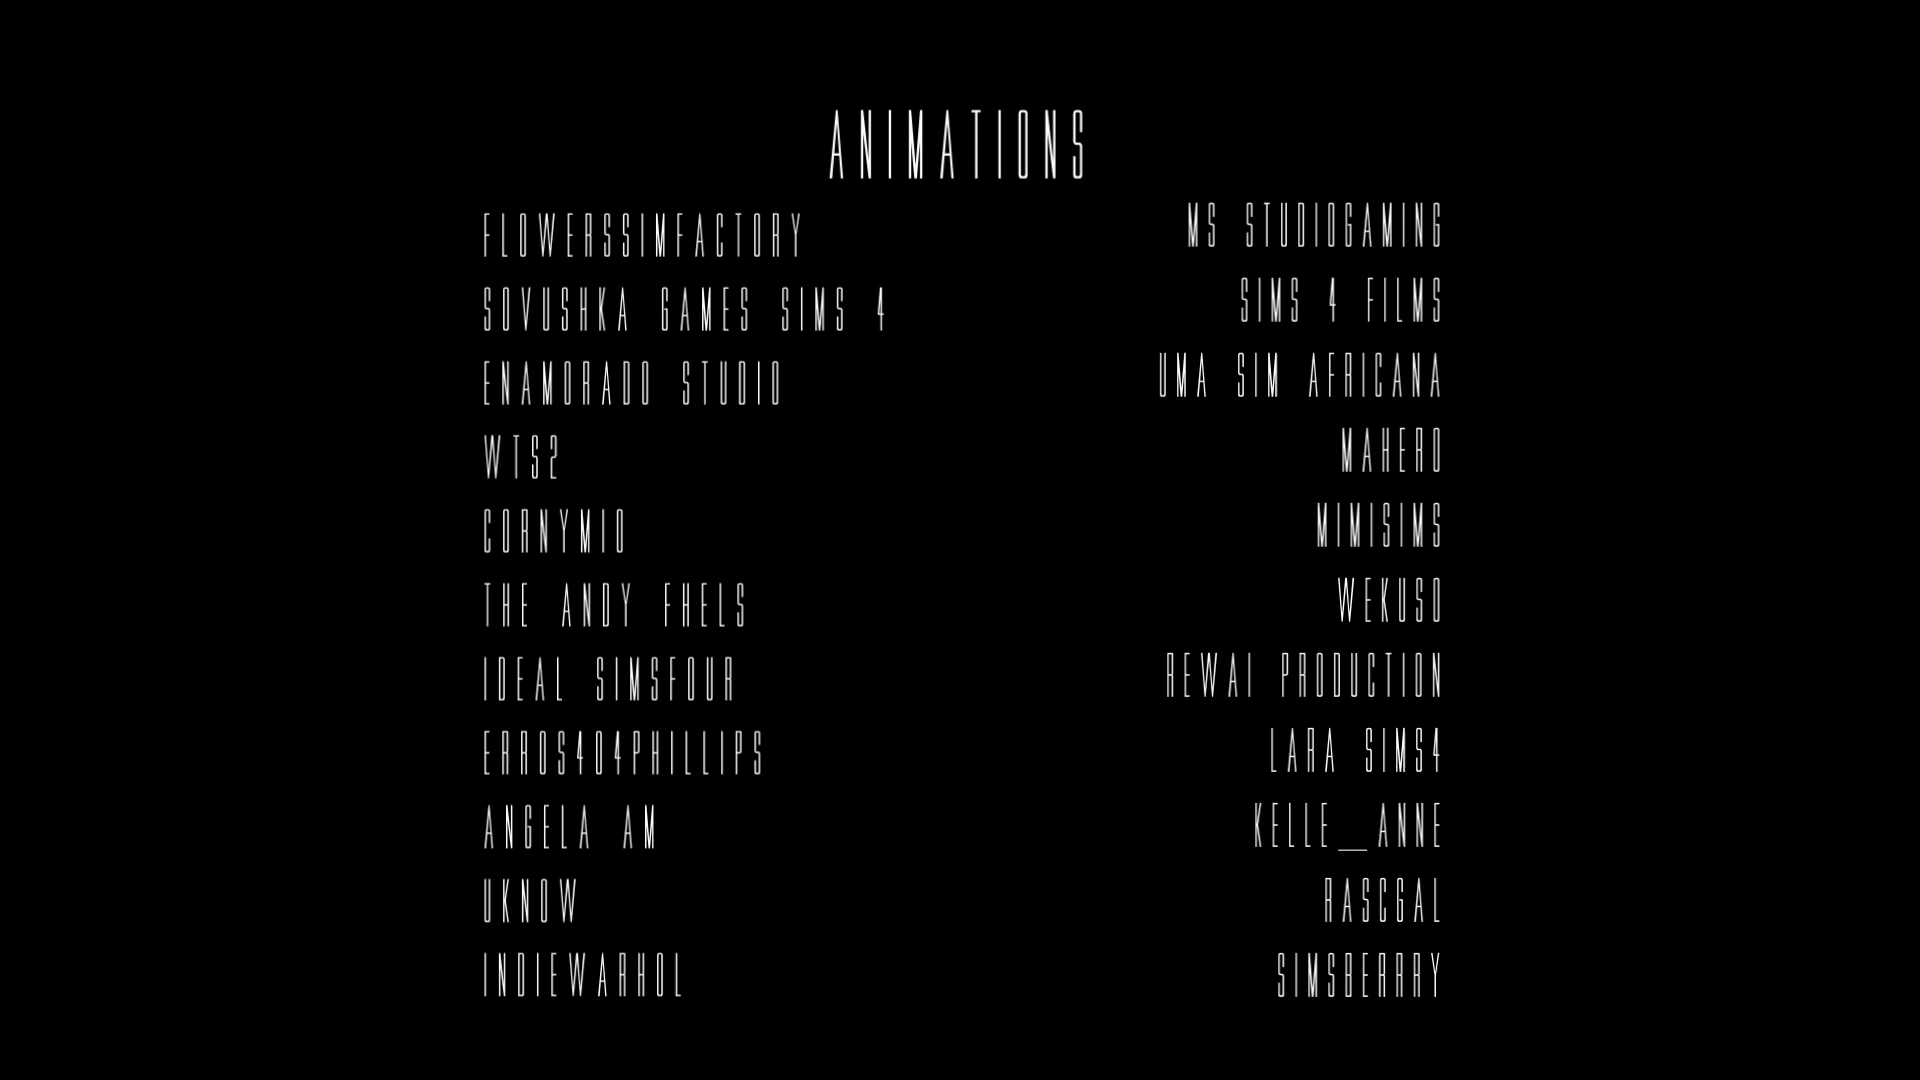 ANIMATIONS
FLOWERSSIMFACTORY
SOVUSHKA GAMES SIMS 4
ENAMORADO STUDIO
WTS2
CORNYMIO
THE ANDY FHELS
IDEAL SIMSFOUR
ERROS404PHILLIPS
ANGELA AM
UKNOW
INDIEWARHOL
MS STUDIOGAMING
SIMS 4 FILMS
UMA SIM AFRICANA
MAHERO
MIMISIMS
WEKUSO
REWAI PRODUCTION
LARA SIMS4
KELLE_ANNE
RASCGAL
SIMSBERRRY